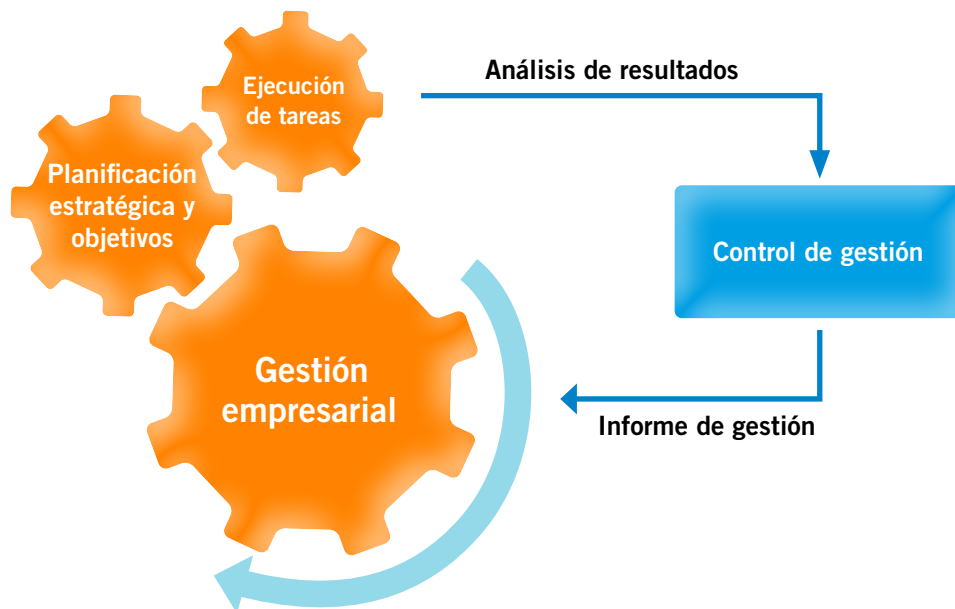 Ejecución
de tareas
Análisis de resultados
Planificación
estratégica y
objetivos
Control de gestión
Gestión
empresarial
Informe de gestión